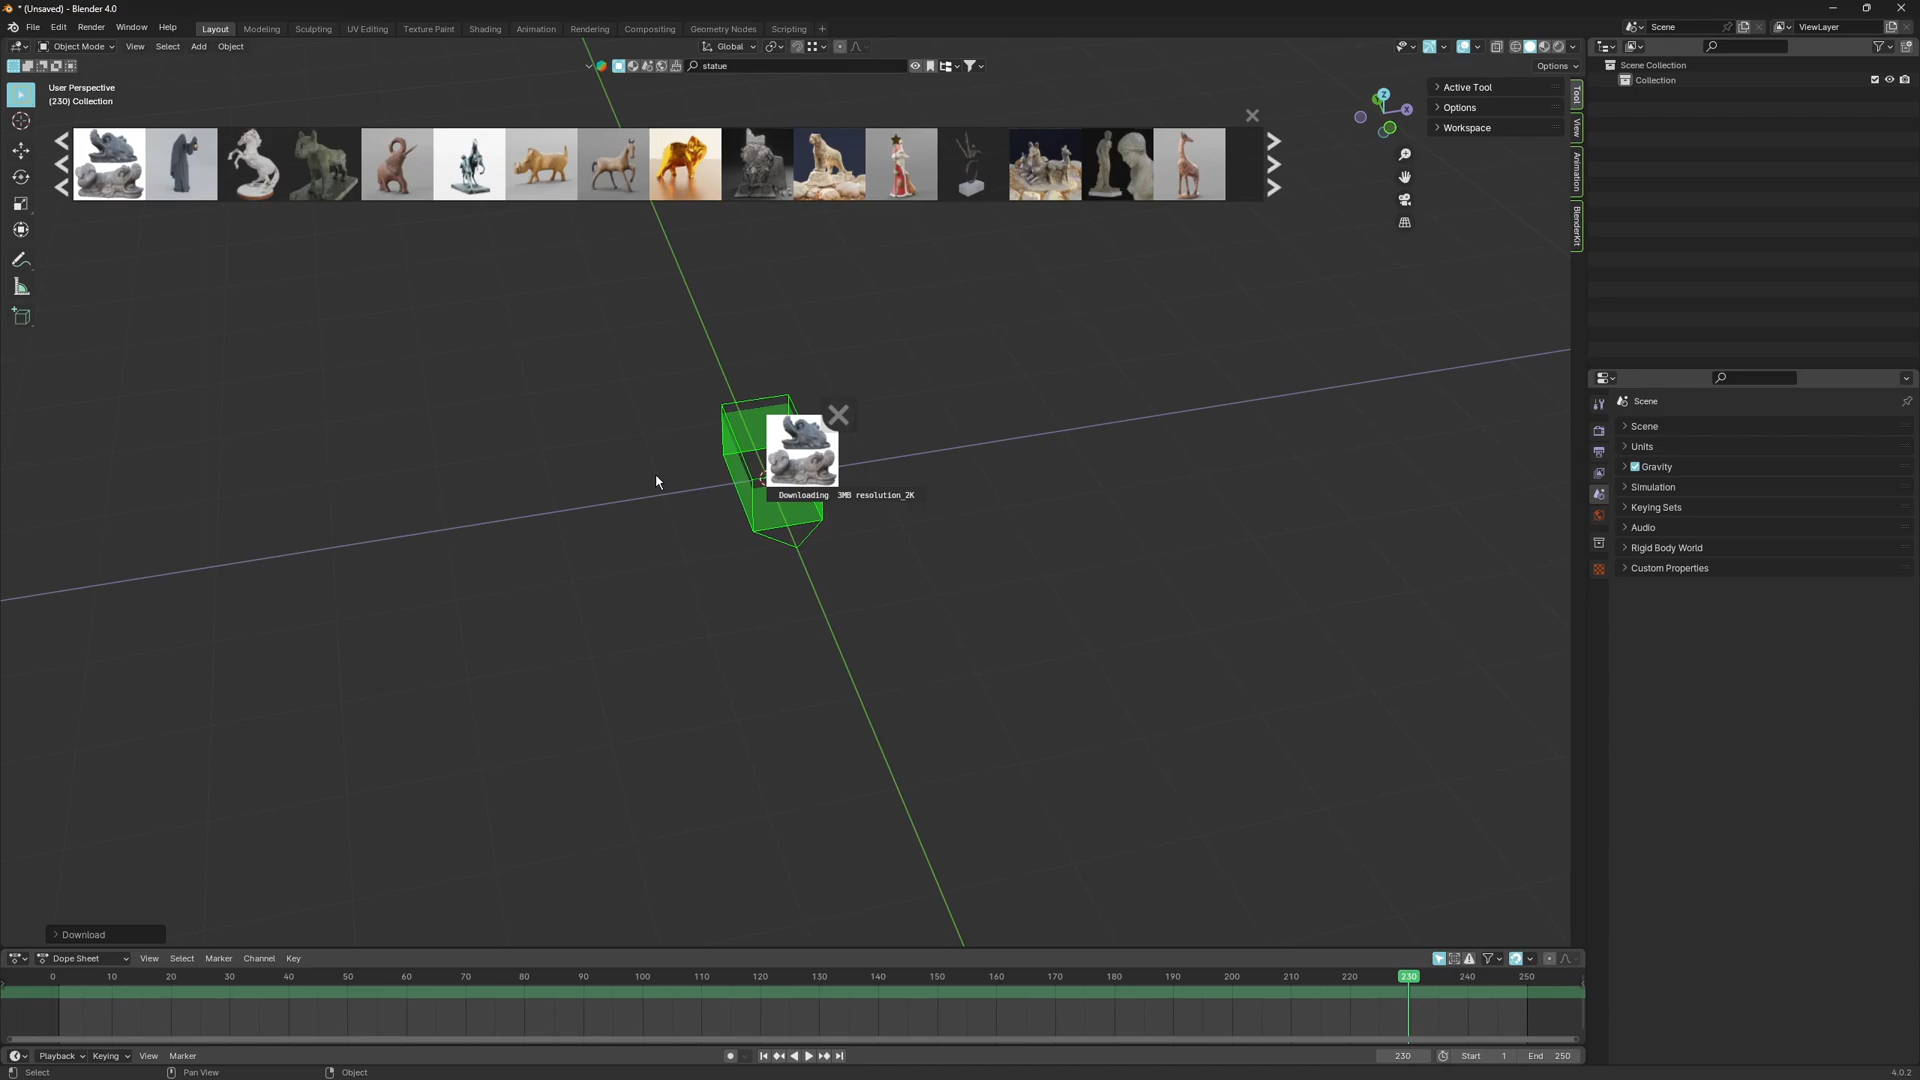 * (Unsaved) - Blender 4.0
File Edit Render Window Help Layout Modeling Sculpting UV Editing Texture Paint Shading Animation Rendering Compositing Geometry Nodes Scripting + Scene ViewLayer
Object Mode View Select Add Object Global
statue Options
User Perspective
(230) Collection
Active Tool
Options
Workspace
Tool
View
Animation
BlenderKit
Z
X
Scene Collection
Collection
Scene
Scene
Units
Gravity
Simulation
Keying Sets
Audio
Rigid Body World
Custom Properties
Downloading 3MB resolution_2K
Download
Dope Sheet View Select Marker Channel Key
0 10 20 30 40 50 60 70 80 90 100 110 120 130 140 150 160 170 180 190 200 210 220 230 240 250
Playback Keying View Marker 230 Start 1 End 250
Select Pan View Object 4.0.2